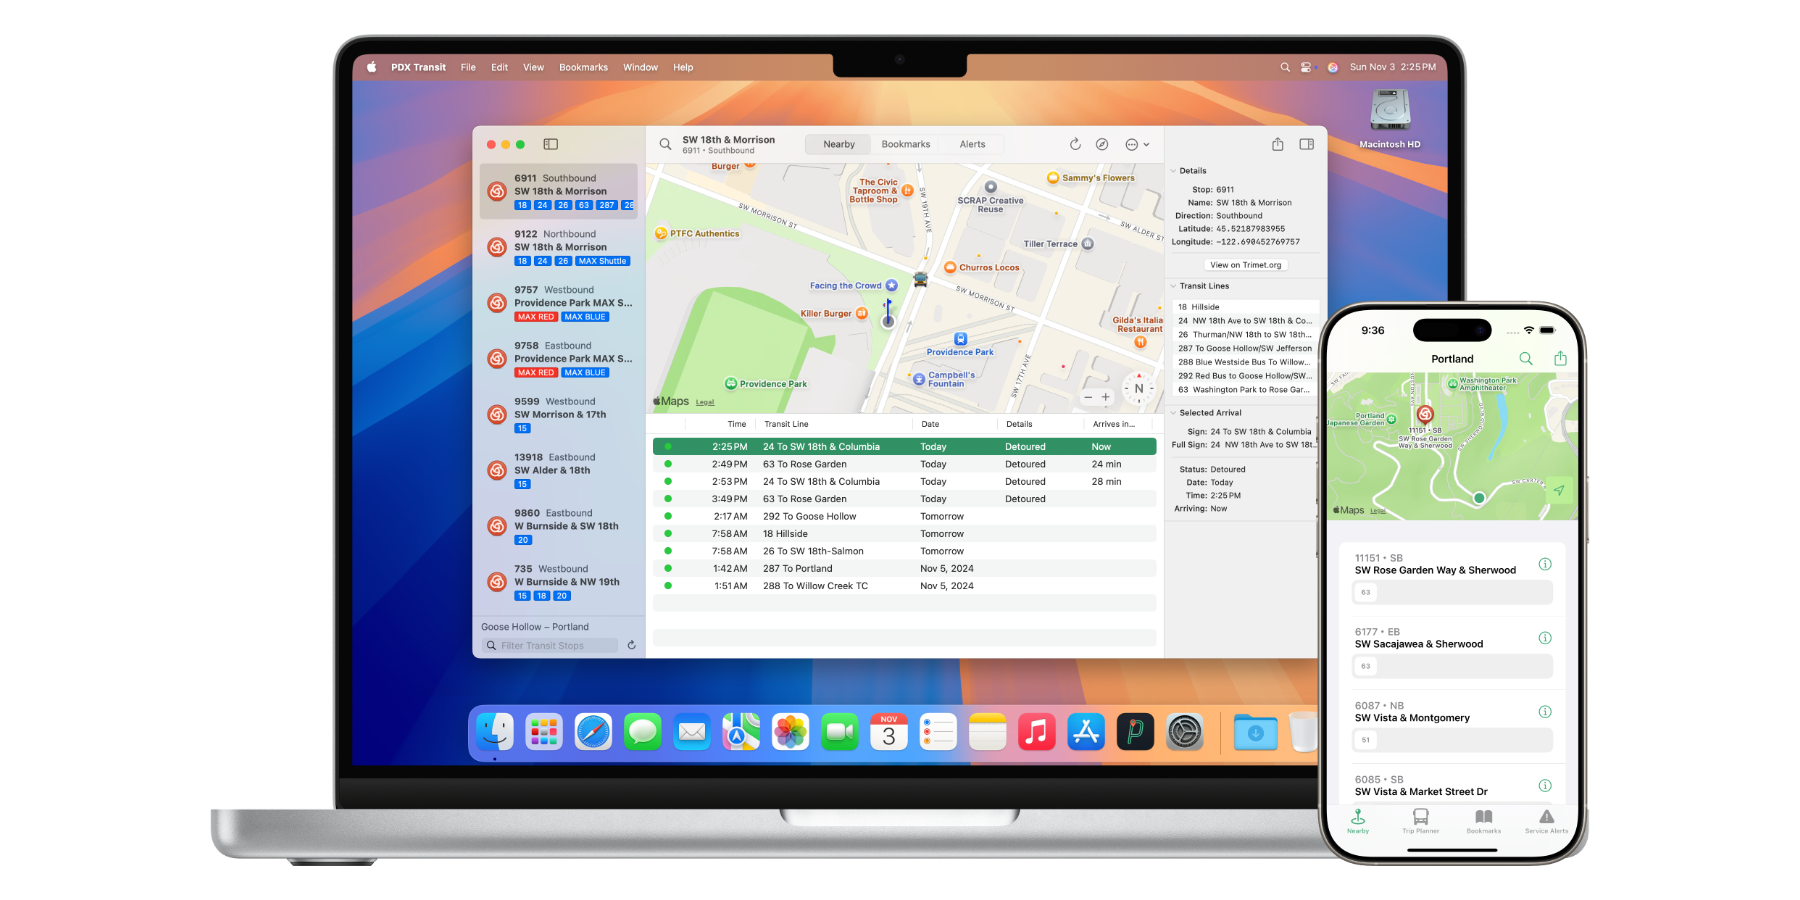 PDX Transit File Edit View Bookmarks Window Help
Sun Nov 3 2:25 PM
Macintosh HD
SW 18th & Morrison
6911 • Southbound
Nearby Bookmarks Alerts
6911 Southbound
SW 18th & Morrison
18 24 26 63 287
9122 Northbound
SW 18th & Morrison
18 24 26 MAX Shuttle
9757 Westbound
Providence Park MAX S...
MAX RED MAX BLUE
9758 Eastbound
Providence Park MAX S...
MAX RED MAX BLUE
9599 Westbound
SW Morrison & 17th
15
13918 Eastbound
SW Alder & 18th
15
9860 Eastbound
W Burnside & SW 18th
20
735 Westbound
W Burnside & NW 19th
15 18 20
Goose Hollow – Portland
Filter Transit Stops
Burger
The Civic
Taproom &
Bottle Shop
SW 19TH AVE
SCRAP Creative
Reuse
Sammy's Flowers
SW MORRISON ST
PTFC Authentics
SW ALDER ST
Tiller Terrace
Churros Locos
Facing the Crowd
Killer Burger
SW MORRISON ST
Gilda's Italia
Restaurant
Providence Park
SW 17TH AVE
Campbell's
Fountain
Providence Park
Maps Legal
N
Time Transit Line Date Details Arrives in...
2:25 PM 24 To SW 18th & Columbia Today Detoured Now
2:49 PM 63 To Rose Garden Today Detoured 24 min
2:53 PM 24 To SW 18th & Columbia Today Detoured 28 min
3:49 PM 63 To Rose Garden Today Detoured
2:17 AM 292 To Goose Hollow Tomorrow
7:58 AM 18 Hillside Tomorrow
7:58 AM 26 To SW 18th-Salmon Tomorrow
1:42 AM 287 To Portland Nov 5, 2024
1:51 AM 288 To Willow Creek TC Nov 5, 2024
Details
Stop: 6911
Name: SW 18th & Morrison
Direction: Southbound
Latitude: 45.52187983955
Longitude: -122.690452769757
View on Trimet.org
Transit Lines
18 Hillside
24 NW 18th Ave to SW 18th & Co...
26 Thurman/NW 18th to SW 18th...
287 To Goose Hollow/SW Jefferson
288 Blue Westside Bus To Willow...
292 Red Bus to Goose Hollow/SW...
63 Washington Park to Rose Gar...
Selected Arrival
Sign: 24 To SW 18th & Columbia
Full Sign: 24 NW 18th Ave to SW 18t...
Status: Detoured
Date: Today
Time: 2:25 PM
Arriving: Now
NOV
3
9:36
Portland
Washington Park
Amphitheater
Portland
Japanese Garden
11151 • SB
SW Rose Garden
Way & Sherwood
Maps Legal
11151 • SB
SW Rose Garden Way & Sherwood
63
6177 • EB
SW Sacajawea & Sherwood
63
6087 • NB
SW Vista & Montgomery
51
6085 • SB
SW Vista & Market Street Dr
Nearby Trip Planner Bookmarks Service Alerts